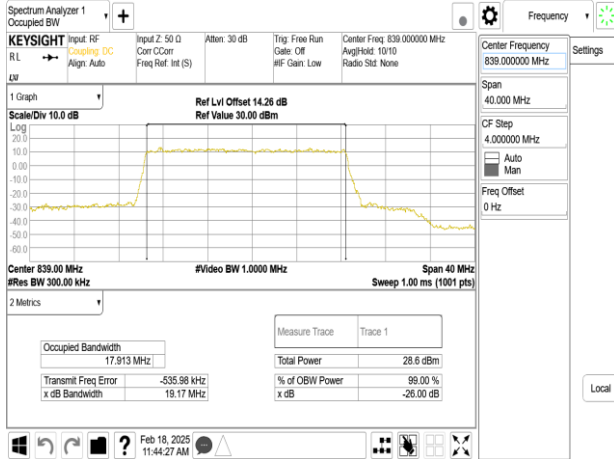 Spectrum Analyzer 1
Occupied BW
Frequency
KEYSIGHT
Input: RF
Coupling: DC
Align: Auto
Input Z: 50 Ω
Corr CCorr
Freq Ref: Int (S)
Atten: 30 dB
Trig: Free Run
Gate: Off
#IF Gain: Low
Center Freq: 839.000000 MHz
Avg|Hold: 10/10
Radio Std: None
RL
LXI
Center Frequency
839.000000 MHz
Settings
Span
40.000 MHz
CF Step
4.000000 MHz
Auto
Man
Freq Offset
0 Hz
1 Graph
Scale/Div 10.0 dB
Ref Lvl Offset 14.26 dB
Ref Value 30.00 dBm
Log
20.0
10.0
0.00
-10.0
-20.0
-30.0
-40.0
-50.0
-60.0
Center 839.00 MHz
#Video BW 1.0000 MHz
Span 40 MHz
#Res BW 300.00 kHz
Sweep 1.00 ms (1001 pts)
2 Metrics
Measure Trace Trace 1
Occupied Bandwidth
17.913 MHz
Total Power 28.6 dBm
Transmit Freq Error -535.98 kHz
% of OBW Power 99.00 %
x dB Bandwidth 19.17 MHz
x dB -26.00 dB
Local
?
Feb 18, 2025
11:44:27 AM